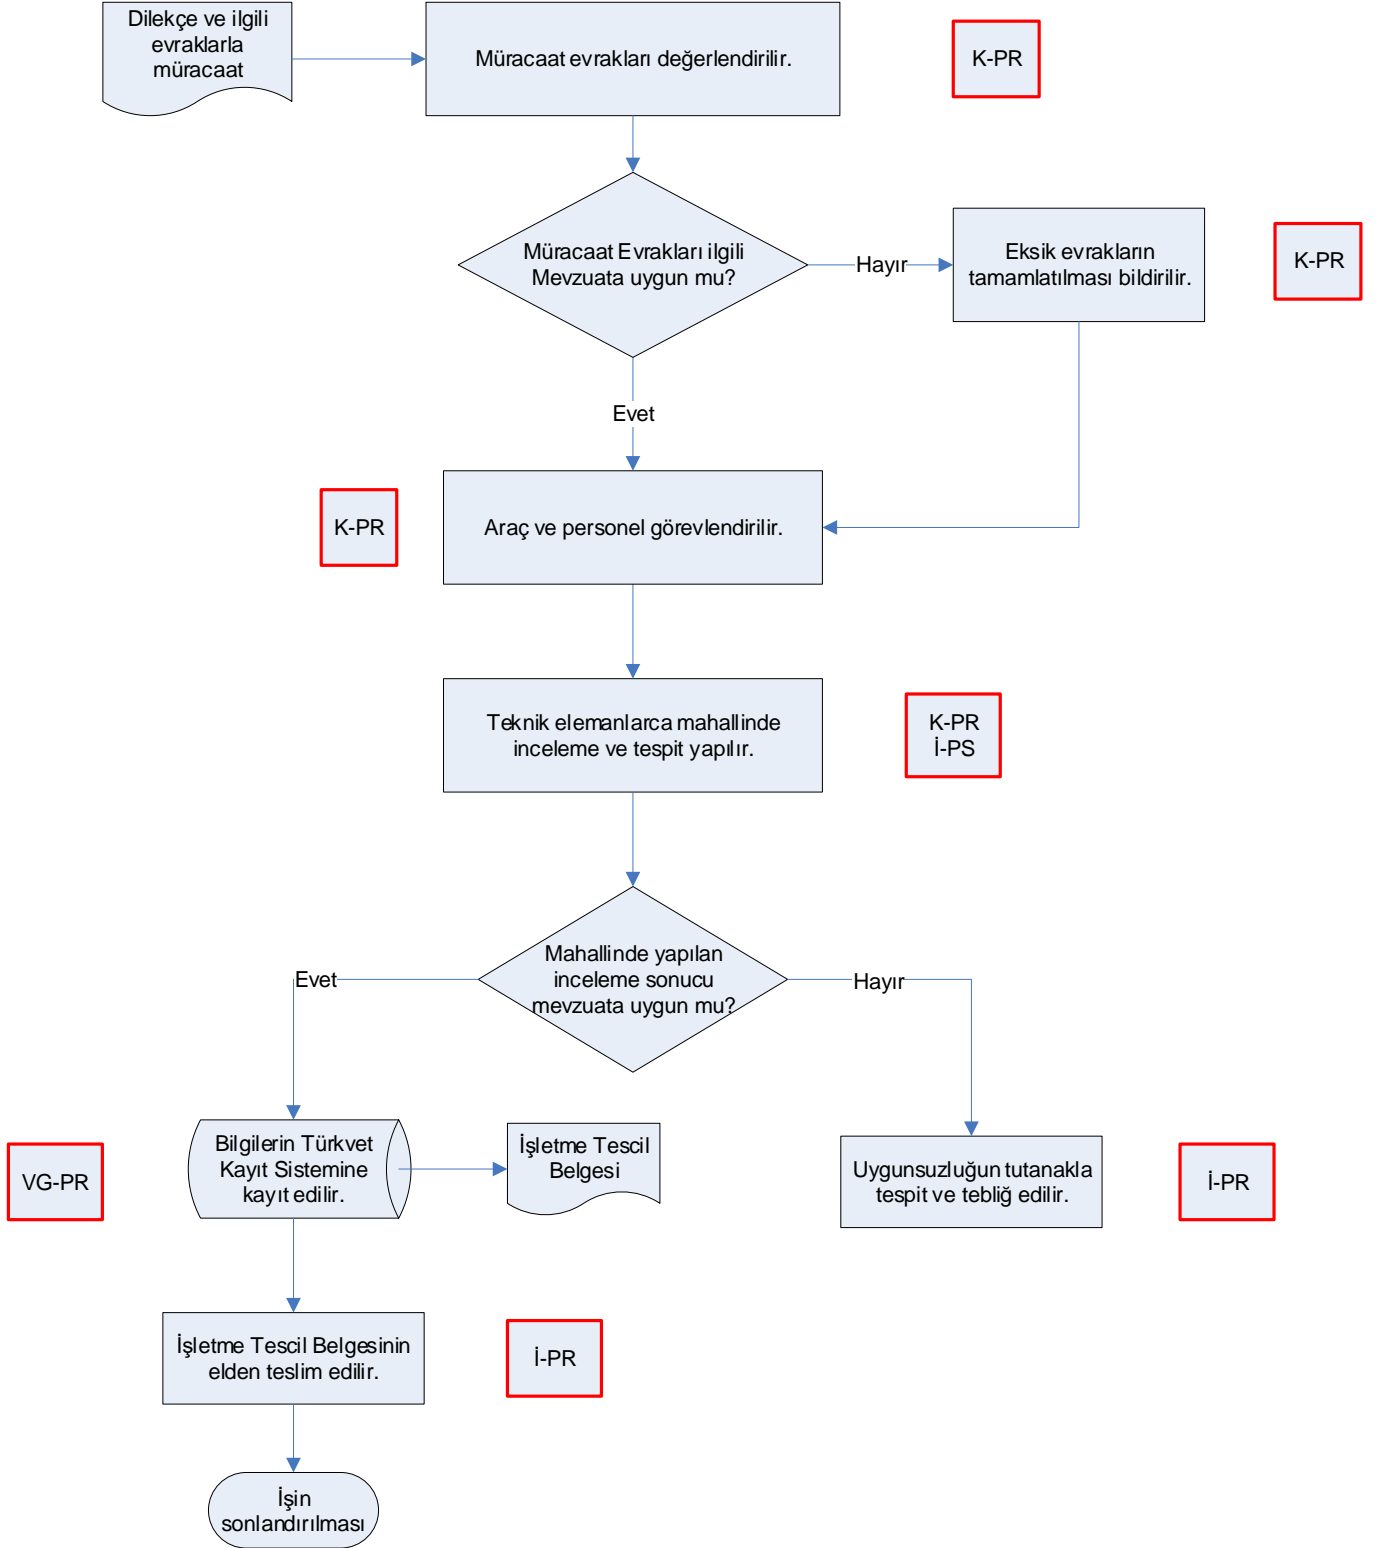 Dilekçe ve ilgili
evraklarla
müracaat
Müracaat evrakları değerlendirilir.
K-PR
Müracaat Evrakları ilgili
Mevzuata uygun mu?
Hayır
Eksik evrakların
tamamlatılması bildirilir.
K-PR
Evet
K-PR
Araç ve personel görevlendirilir.
Teknik elemanlarca mahallinde
inceleme ve tespit yapılır.
K-PR
İ-PS
Mahallinde yapılan
inceleme sonucu
mevzuata uygun mu?
Evet
Hayır
VG-PR
Bilgilerin Türkvet
Kayıt Sistemine
kayıt edilir.
İşletme Tescil
Belgesi
Uygunsuzluğun tutanakla
tespit ve tebliğ edilir.
İ-PR
İşletme Tescil Belgesinin
elden teslim edilir.
İ-PR
İşin
sonlandırılması